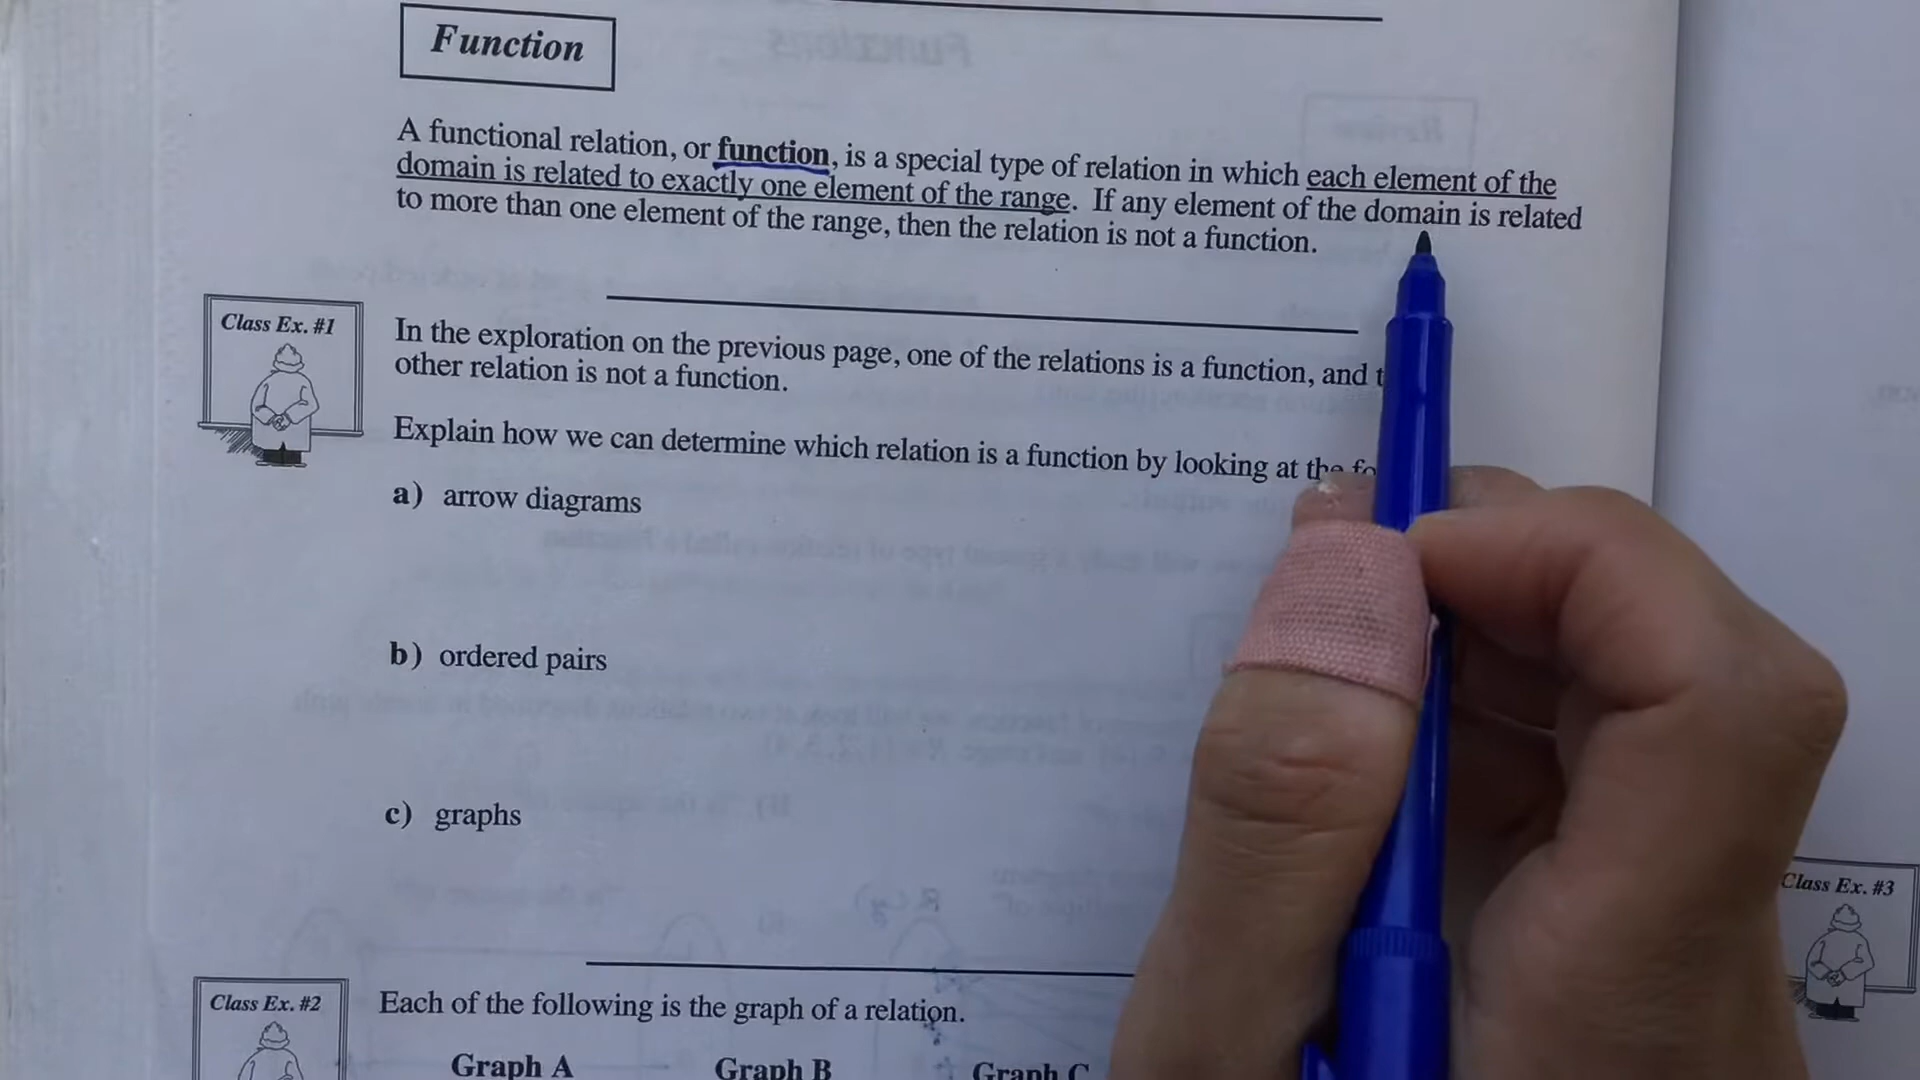 Function
A functional relation, or function, is a special type of relation in which each element of the
domain is related to exactly one element of the range. If any element of the domain is related
to more than one element of the range, then the relation is not a function.
Class Ex. #1
In the exploration on the previous page, one of the relations is a function, and t
other relation is not a function.
Explain how we can determine which relation is a function by looking at the fo
a) arrow diagrams
b) ordered pairs
c) graphs
Class Ex. #3
Class Ex. #2
Each of the following is the graph of a relation.
Graph A Graph B Graph C